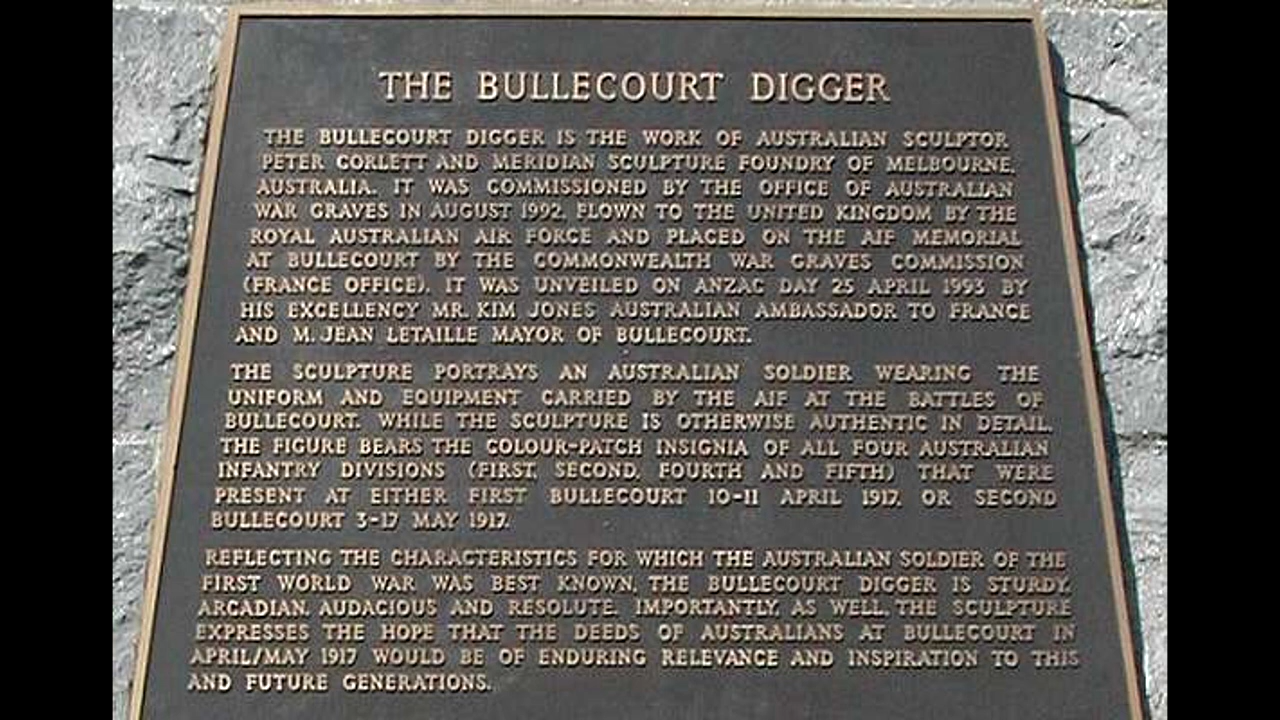 THE BULLECOURT DIGGER
THE BULLECOURT DIGGER IS THE WORK OF AUSTRALIAN SCULPTOR
PETER CORLETT AND MERIDIAN SCULPTURE FOUNDRY OF MELBOURNE,
AUSTRALIA. IT WAS COMMISSIONED BY THE OFFICE OF AUSTRALIAN
WAR GRAVES IN AUGUST 1992, FLOWN TO THE UNITED KINGDOM BY THE
ROYAL AUSTRALIAN AIR FORCE AND PLACED ON THE AIF MEMORIAL
AT BULLECOURT BY THE COMMONWEALTH WAR GRAVES COMMISSION
(FRANCE OFFICE). IT WAS UNVEILED ON ANZAC DAY 25 APRIL 1993 BY
HIS EXCELLENCY MR. KIM JONES AUSTRALIAN AMBASSADOR TO FRANCE
AND M. JEAN LETAILLE MAYOR OF BULLECOURT.
THE SCULPTURE PORTRAYS AN AUSTRALIAN SOLDIER WEARING THE
UNIFORM AND EQUIPMENT CARRIED BY THE AIF AT THE BATTLES OF
BULLECOURT. WHILE THE SCULPTURE IS OTHERWISE AUTHENTIC IN DETAIL,
THE FIGURE BEARS THE COLOUR-PATCH INSIGNIA OF ALL FOUR AUSTRALIAN
INFANTRY DIVISIONS (FIRST, SECOND, FOURTH AND FIFTH) THAT WERE
PRESENT AT EITHER FIRST BULLECOURT 10-11 APRIL 1917, OR SECOND
BULLECOURT 3-17 MAY 1917.
REFLECTING THE CHARACTERISTICS FOR WHICH THE AUSTRALIAN SOLDIER OF THE
FIRST WORLD WAR WAS BEST KNOWN, THE BULLECOURT DIGGER IS STURDY,
ARCADIAN, AUDACIOUS AND RESOLUTE. IMPORTANTLY, AS WELL, THE SCULPTURE
EXPRESSES THE HOPE THAT THE DEEDS OF AUSTRALIANS AT BULLECOURT IN
APRIL/MAY 1917 WOULD BE OF ENDURING RELEVANCE AND INSPIRATION TO THIS
AND FUTURE GENERATIONS.